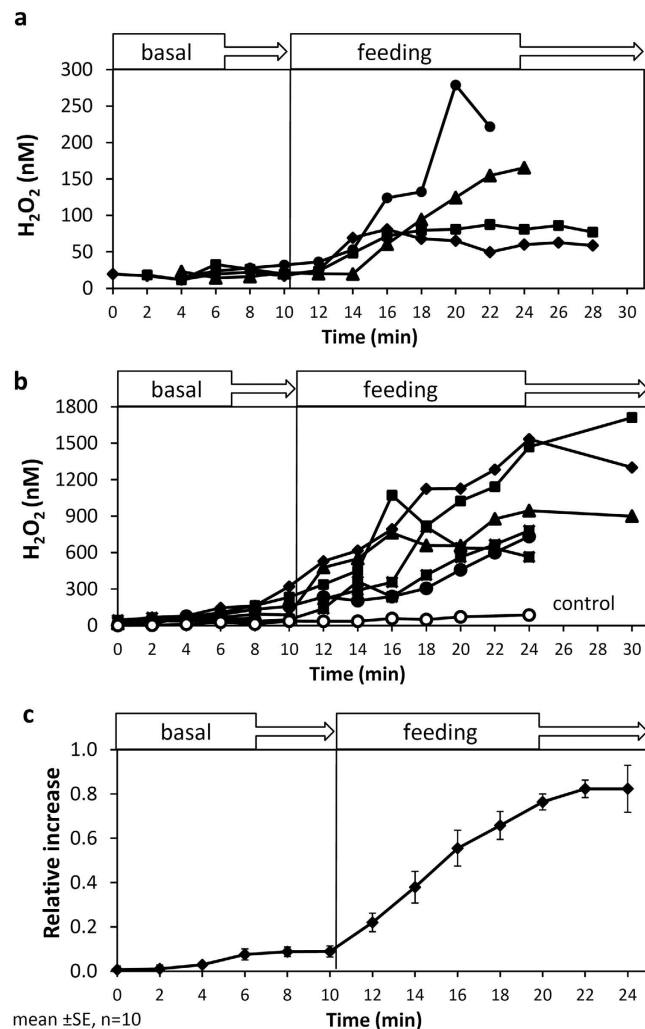 a
basal
feeding
300
250
200
150
100
50
0
H₂O₂ (nM)
0 2 4 6 8 10 12 14 16 18 20 22 24 26 28 30
Time (min)
b
basal
feeding
1800
1500
1200
900
600
300
0
H₂O₂ (nM)
control
0 2 4 6 8 10 12 14 16 18 20 22 24 26 28 30
Time (min)
c
basal
feeding
1.0
0.8
0.6
0.4
0.2
0.0
Relative increase
0 2 4 6 8 10 12 14 16 18 20 22 24
mean ±SE, n=10
Time (min)